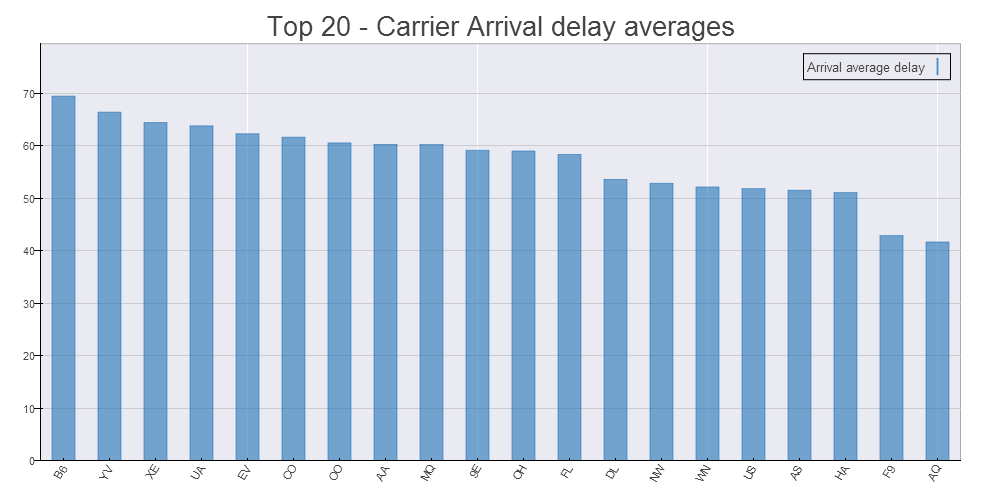 Top 20 - Carrier Arrival delay averages
Arrival average delay
70
60
50
40
30
20
10
0
B6 YV XE UA EV CO OO AA MQ 9E OH FL DL NW WN US AS HA F9 AQ